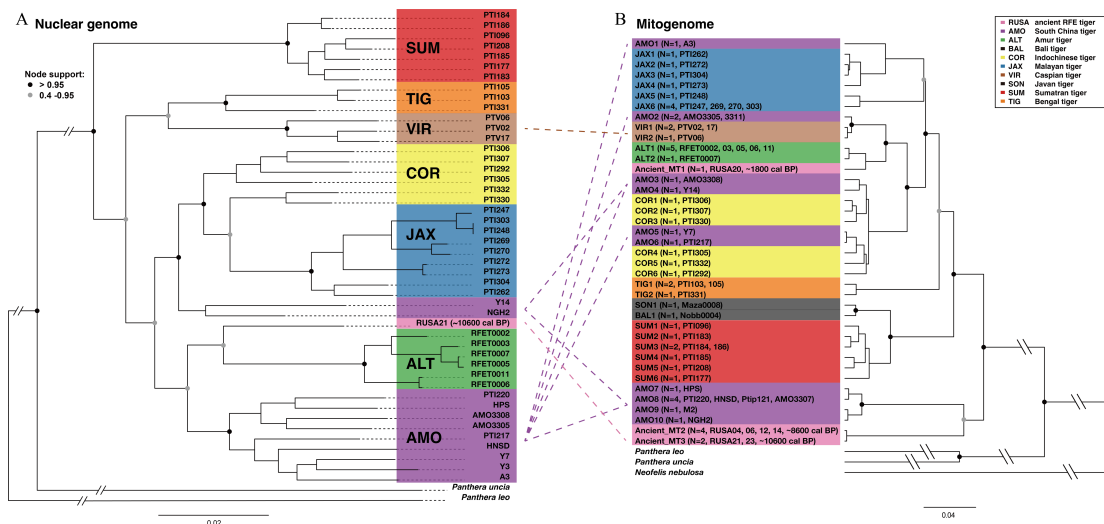 A Nuclear genome
Node support:
> 0.95
0.4 -0.95
SUM
TIG
VIR
COR
JAX
ALT
AMO
PTI184
PTI186
PTI096
PTI208
PTI185
PTI177
PTI183
PTI105
PTI103
PTI331
PTV06
PTV02
PTV17
PTI306
PTI307
PTI292
PTI305
PTI332
PTI330
PTI247
PTI303
PTI248
PTI269
PTI270
PTI272
PTI273
PTI304
PTI262
Y14
NGH2
RUSA21 (~10600 cal BP)
RFET0002
RFET0003
RFET0007
RFET0005
RFET0011
RFET0006
PTI220
HPS
AMO3308
AMO3305
PTI217
HNSD
Y7
Y3
A3
Panthera uncia
Panthera leo
0.02
B Mitogenome
AMO1 (N=1, A3)
JAX1 (N=1, PTI262)
JAX2 (N=1, PTI272)
JAX3 (N=1, PTI304)
JAX4 (N=1, PTI273)
JAX5 (N=1, PTI248)
JAX6 (N=4, PTI247, 269, 270, 303)
AMO2 (N=2, AMO3305, 3311)
VIR1 (N=2, PTV02, 17)
VIR2 (N=1, PTV06)
ALT1 (N=5, RFET0002, 03, 05, 06, 11)
ALT2 (N=1, RFET0007)
Ancient_MT1 (N=1, RUSA20, ~1800 cal BP)
AMO3 (N=1, AMO3308)
AMO4 (N=1, Y14)
COR1 (N=1, PTI306)
COR2 (N=1, PTI307)
COR3 (N=1, PTI330)
AMO5 (N=1, Y7)
AMO6 (N=1, PTI217)
COR4 (N=1, PTI305)
COR5 (N=1, PTI332)
COR6 (N=1, PTI292)
TIG1 (N=2, PTI103, 105)
TIG2 (N=1, PTI331)
SON1 (N=1, Maza0008)
BAL1 (N=1, Nobb0004)
SUM1 (N=1, PTI096)
SUM2 (N=1, PTI183)
SUM3 (N=2, PTI184, 186)
SUM4 (N=1, PTI185)
SUM5 (N=1, PTI208)
SUM6 (N=1, PTI177)
AMO7 (N=1, HPS)
AMO8 (N=4, PTI220, HNSD, Ptip121, AMO3307)
AMO9 (N=1, M2)
AMO10 (N=1, NGH2)
Ancient_MT2 (N=4, RUSA04, 06, 12, 14, ~8600 cal BP)
Ancient_MT3 (N=2, RUSA21, 23, ~10600 cal BP)
Panthera leo
Panthera uncia
Neofelis nebulosa
0.04
RUSA ancient RFE tiger
AMO South China tiger
ALT Amur tiger
BAL Bali tiger
COR Indochinese tiger
JAX Malayan tiger
VIR Caspian tiger
SON Javan tiger
SUM Sumatran tiger
TIG Bengal tiger